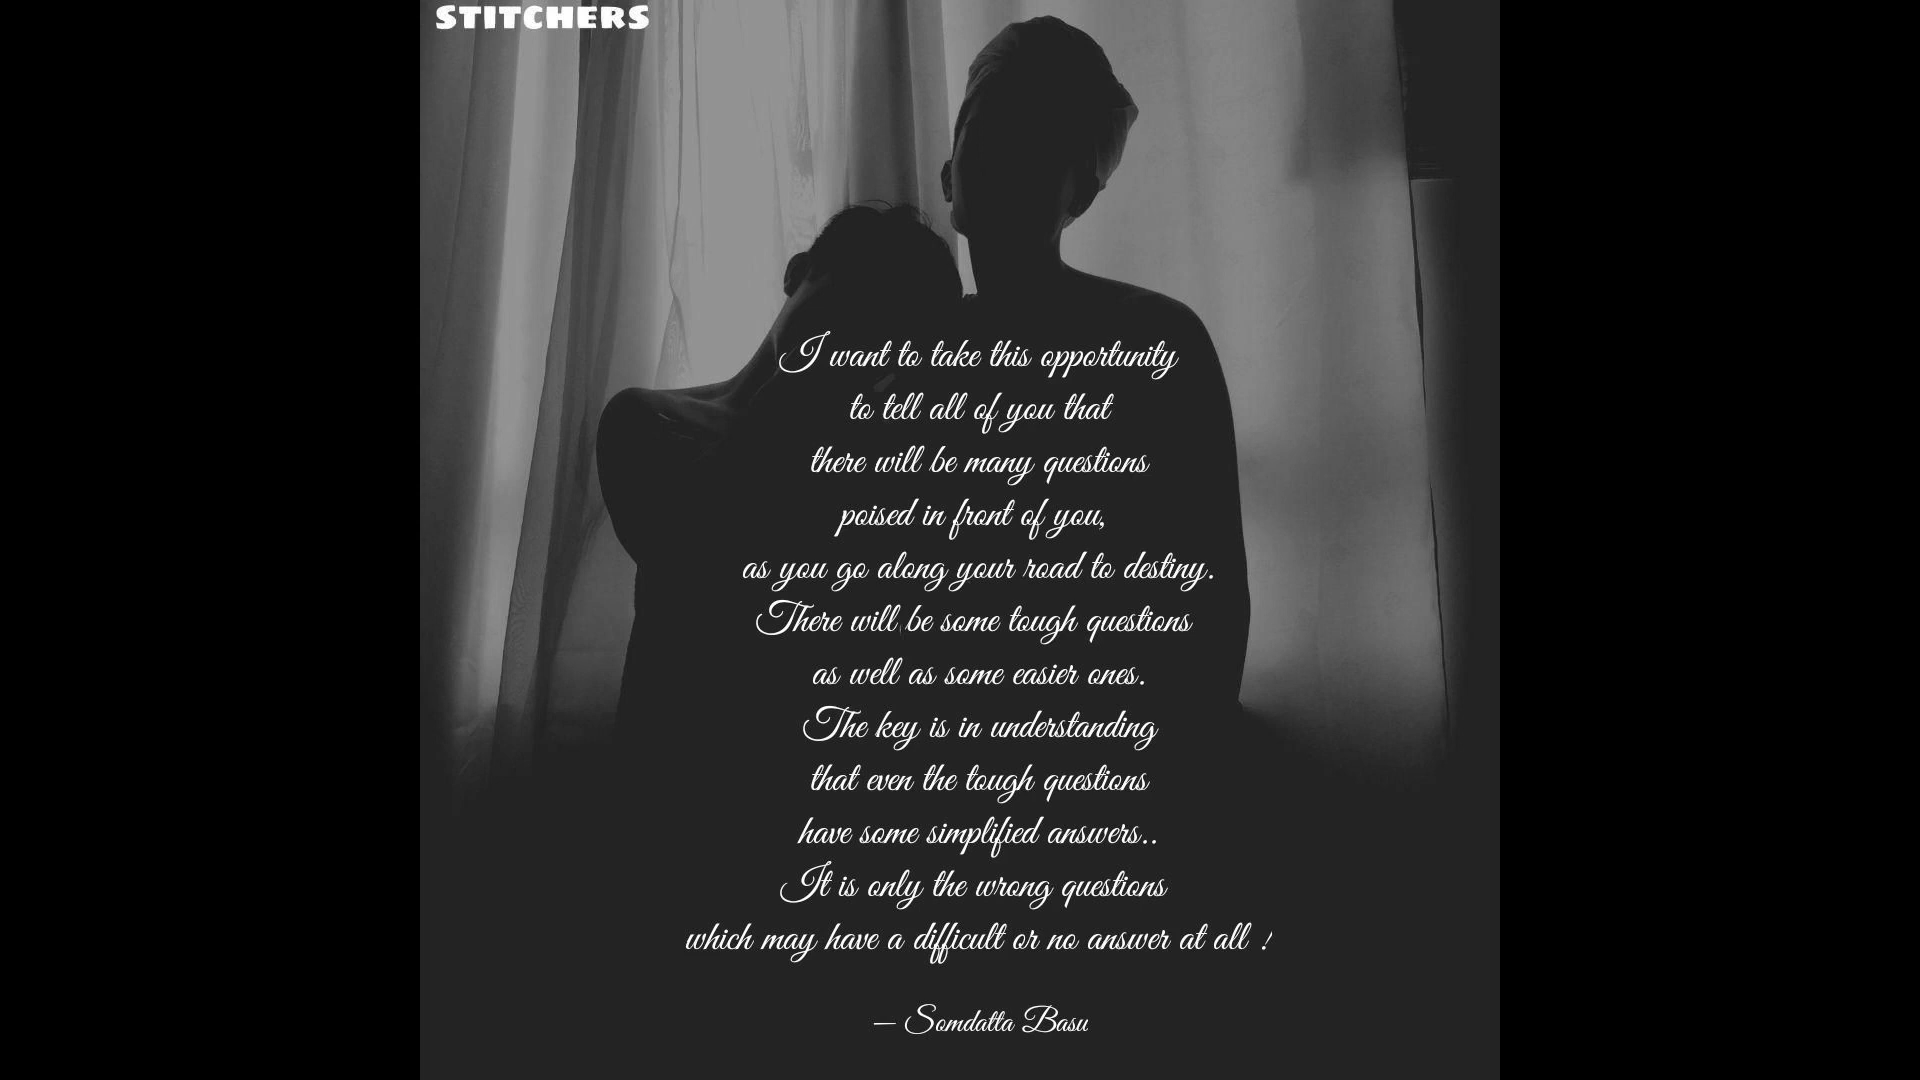 STITCHERS
I want to take this opportunity
to tell all of you that
there will be many questions
poised in front of you,
as you go along your road to destiny.
There will be some tough questions
as well as some easier ones.
The key is in understanding
that even the tough questions
have some simplified answers..
It is only the wrong questions
which may have a difficult or no answer at all !
— Somdatta Basu